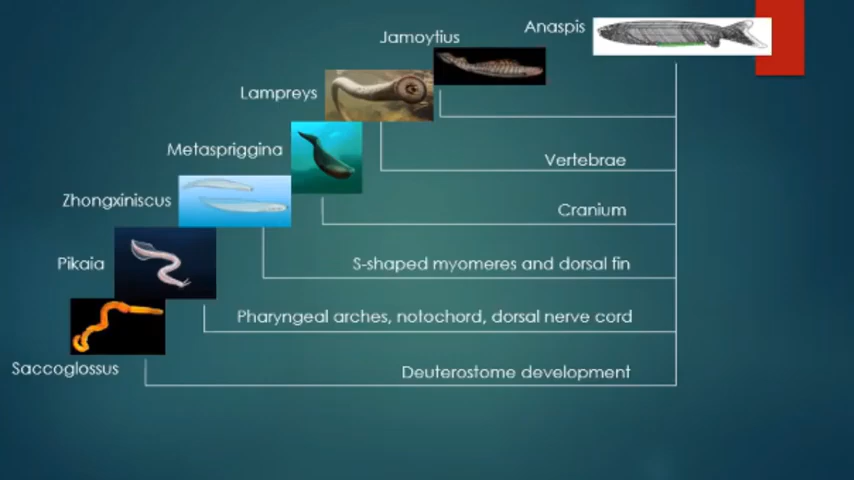 Anaspis
Jamoytius
Lampreys
Metaspriggina
Vertebrae
Zhongxiniscus
Cranium
Pikaia
S-shaped myomeres and dorsal fin
Pharyngeal arches, notochord, dorsal nerve cord
Saccoglossus
Deuterostome development